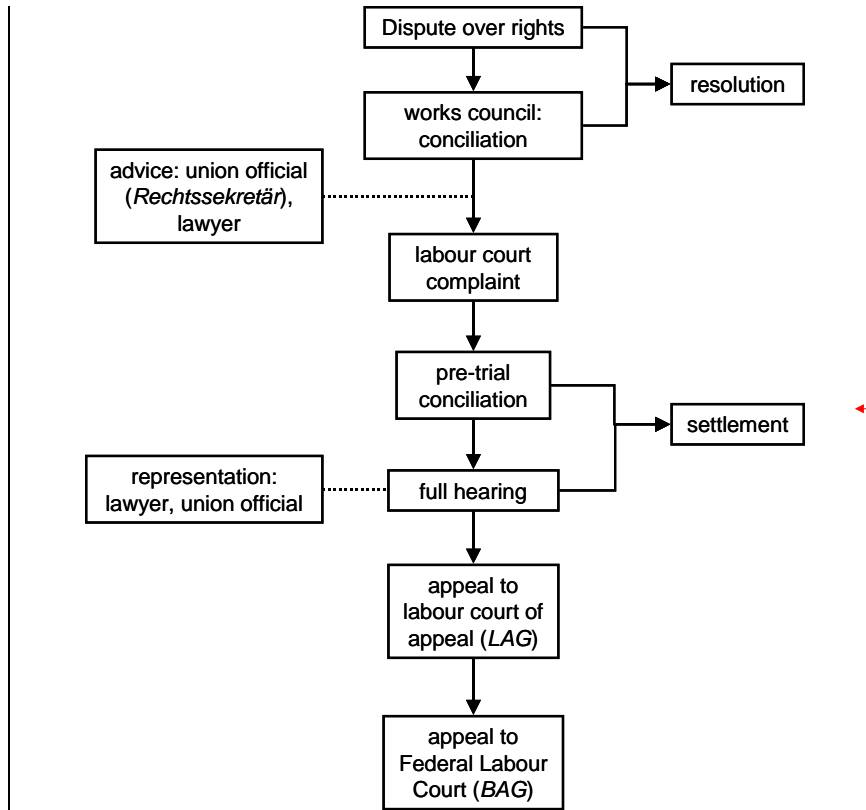 Dispute over rights
resolution
works council:
conciliation
advice: union official
(Rechtssekretär),
lawyer
labour court
complaint
pre-trial
conciliation
settlement
representation:
lawyer, union official
full hearing
appeal to
labour court of
appeal (LAG)
appeal to
Federal Labour
Court (BAG)